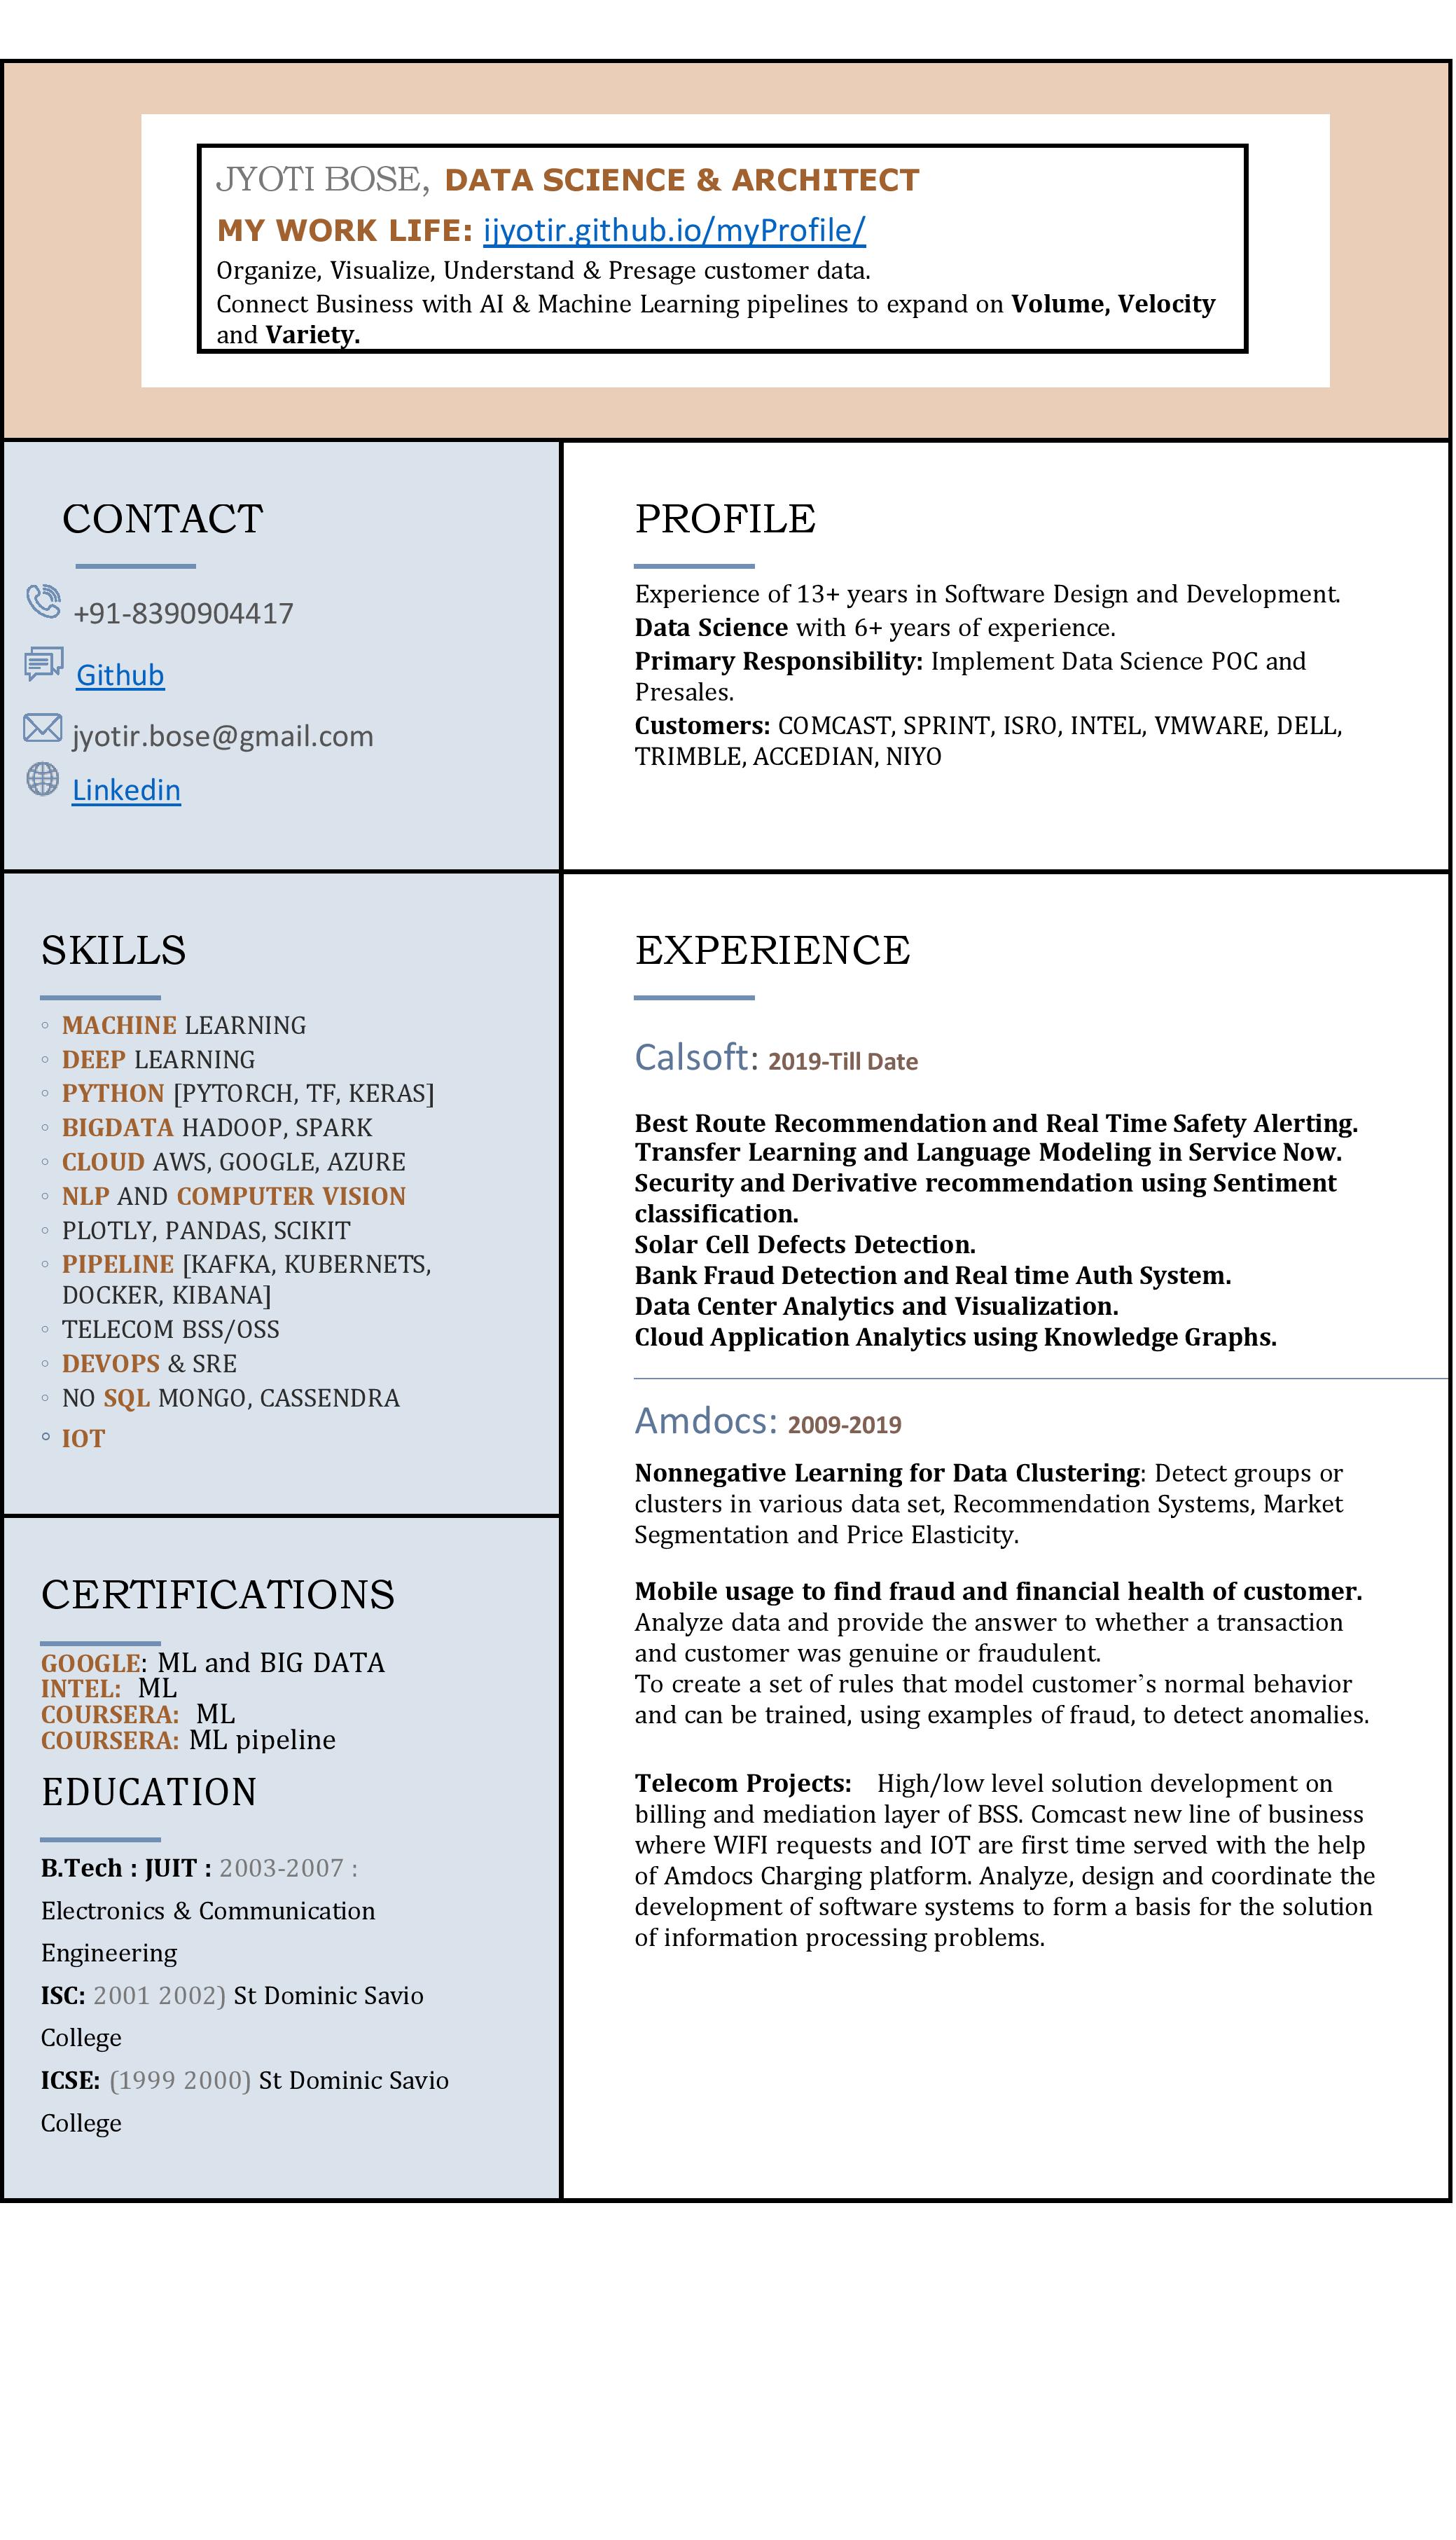 JYOTI BOSE, DATA SCIENCE & ARCHITECT
MY WORK LIFE: ijyotir.github.io/myProfile/
Organize, Visualize, Understand & Presage customer data.
Connect Business with AI & Machine Learning pipelines to expand on Volume, Velocity
and Variety.
CONTACT
+91-8390904417
Github
jyotir.bose@gmail.com
Linkedin
PROFILE
Experience of 13+ years in Software Design and Development.
Data Science with 6+ years of experience.
Primary Responsibility: Implement Data Science POC and
Presales.
Customers: COMCAST, SPRINT, ISRO, INTEL, VMWARE, DELL,
TRIMBLE, ACCEDIAN, NIYO
SKILLS
◦ MACHINE LEARNING
◦ DEEP LEARNING
◦ PYTHON [PYTORCH, TF, KERAS]
◦ BIGDATA HADOOP, SPARK
◦ CLOUD AWS, GOOGLE, AZURE
◦ NLP AND COMPUTER VISION
◦ PLOTLY, PANDAS, SCIKIT
◦ PIPELINE [KAFKA, KUBERNETS,
DOCKER, KIBANA]
◦ TELECOM BSS/OSS
◦ DEVOPS & SRE
◦ NO SQL MONGO, CASSENDRA
◦ IOT
CERTIFICATIONS
GOOGLE: ML and BIG DATA
INTEL: ML
COURSERA: ML
COURSERA: ML pipeline
EDUCATION
B.Tech : JUIT : 2003-2007 :
Electronics & Communication
Engineering
ISC: 2001 2002) St Dominic Savio
College
ICSE: (1999 2000) St Dominic Savio
College
EXPERIENCE
Calsoft: 2019-Till Date
Best Route Recommendation and Real Time Safety Alerting.
Transfer Learning and Language Modeling in Service Now.
Security and Derivative recommendation using Sentiment
classification.
Solar Cell Defects Detection.
Bank Fraud Detection and Real time Auth System.
Data Center Analytics and Visualization.
Cloud Application Analytics using Knowledge Graphs.
Amdocs: 2009-2019
Nonnegative Learning for Data Clustering: Detect groups or
clusters in various data set, Recommendation Systems, Market
Segmentation and Price Elasticity.
Mobile usage to find fraud and financial health of customer.
Analyze data and provide the answer to whether a transaction
and customer was genuine or fraudulent.
To create a set of rules that model customer's normal behavior
and can be trained, using examples of fraud, to detect anomalies.
Telecom Projects: High/low level solution development on
billing and mediation layer of BSS. Comcast new line of business
where WIFI requests and IOT are first time served with the help
of Amdocs Charging platform. Analyze, design and coordinate the
development of software systems to form a basis for the solution
of information processing problems.